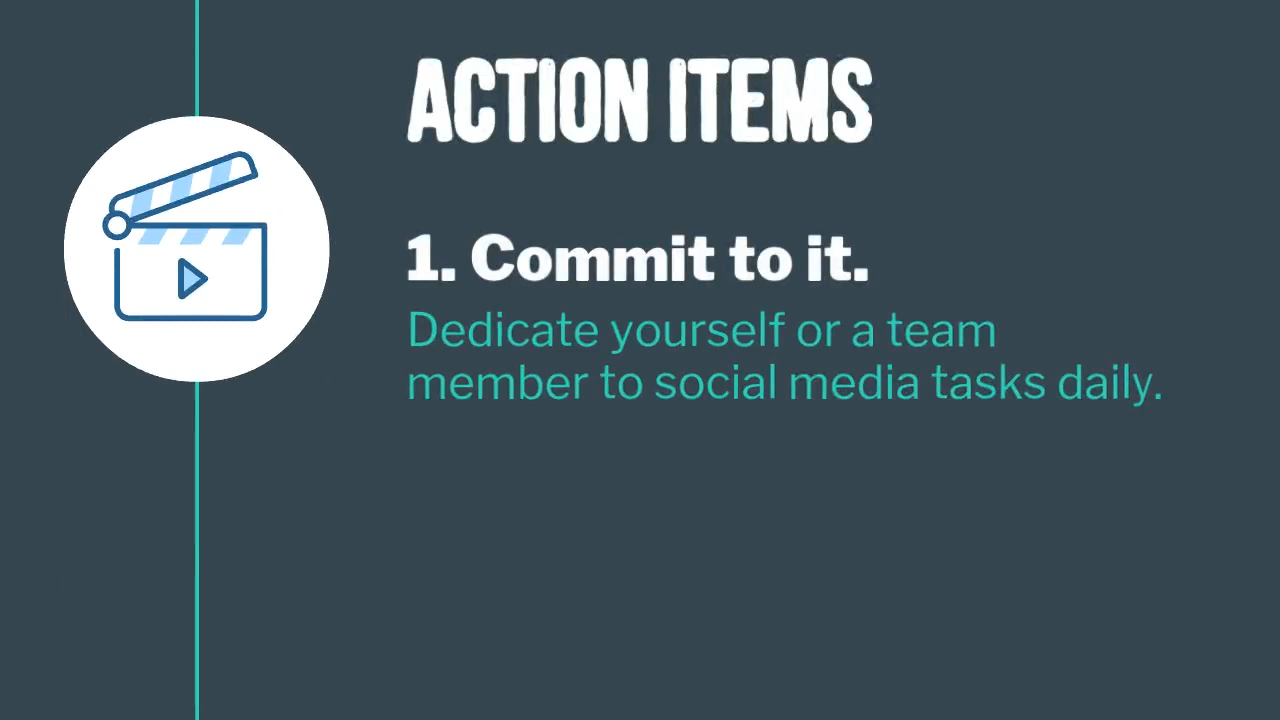 ACTION ITEMS
1. Commit to it.
Dedicate yourself or a team
member to social media tasks daily.